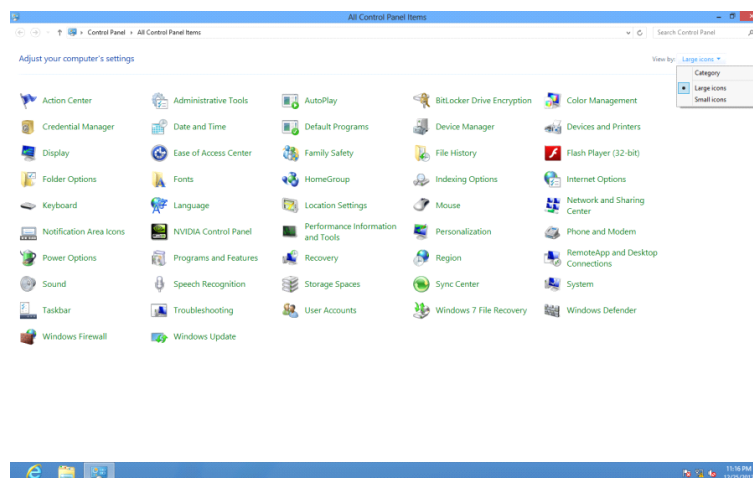 All Control Panel Items
Control Panel All Control Panel Items
Search Control Panel
Adjust your computer's settings
View by: Large icons
Category
Large icons
Small icons
Action Center Administrative Tools AutoPlay BitLocker Drive Encryption Color Management
Credential Manager Date and Time Default Programs Device Manager Devices and Printers
Display Ease of Access Center Family Safety File History Flash Player (32-bit)
Folder Options Fonts HomeGroup Indexing Options Internet Options
Keyboard Language Location Settings Mouse Network and Sharing
Center
Notification Area Icons NVIDIA Control Panel Performance Information
and Tools Personalization Phone and Modem
Power Options Programs and Features Recovery Region RemoteApp and Desktop
Connections
Sound Speech Recognition Storage Spaces Sync Center System
Taskbar Troubleshooting User Accounts Windows 7 File Recovery Windows Defender
Windows Firewall Windows Update
11:16 PM